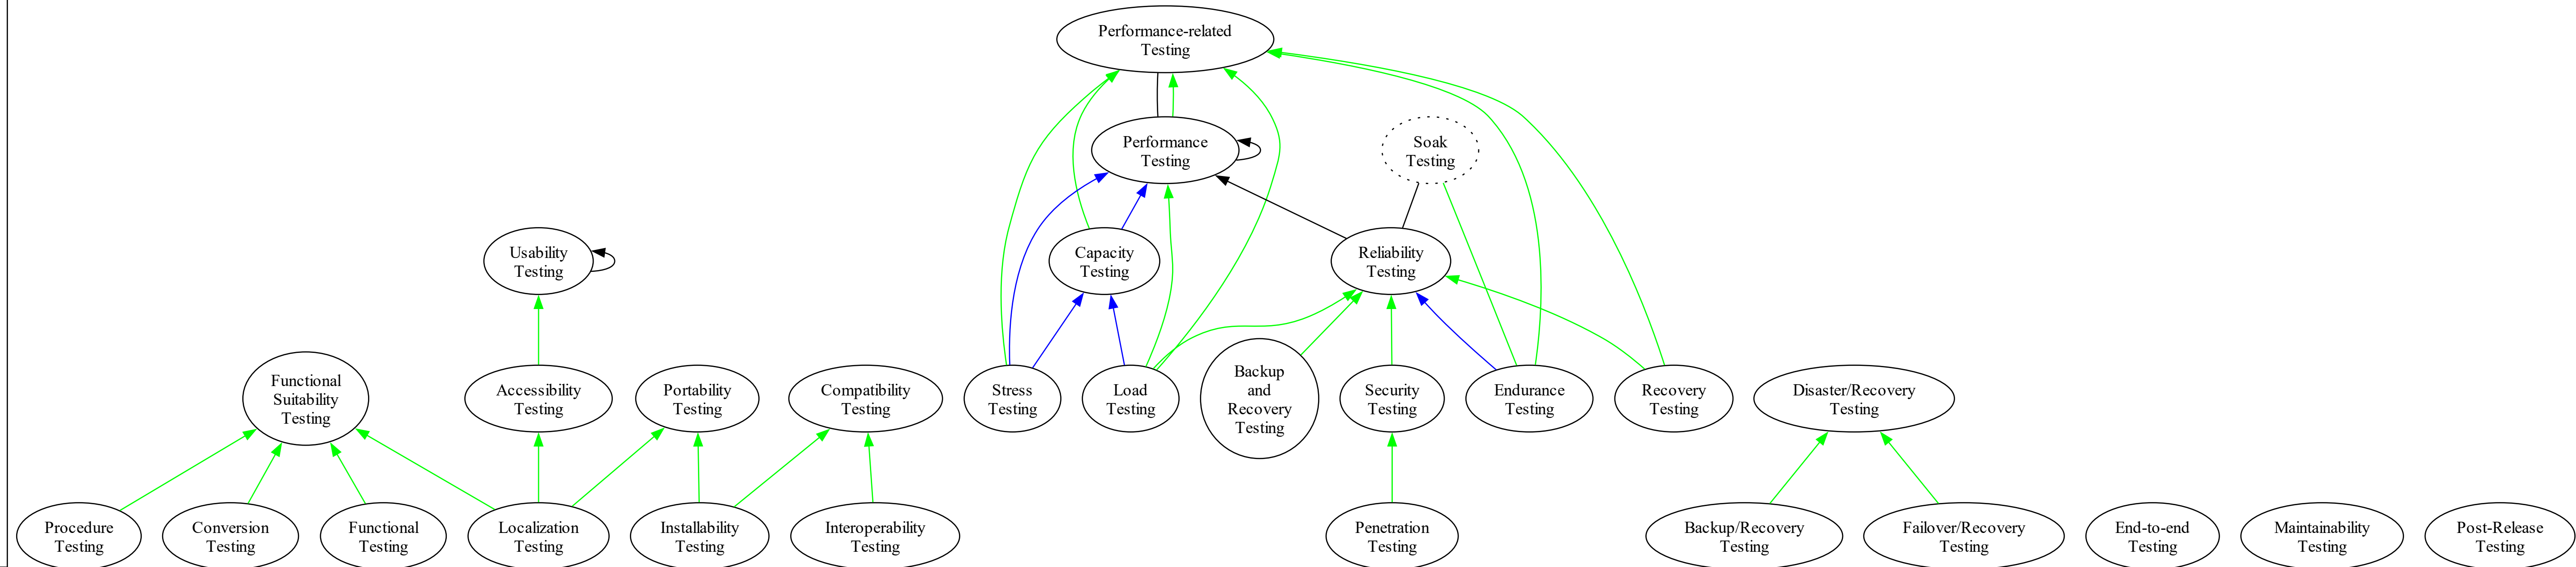 Performance-related
Testing
Performance
Testing
Soak
Testing
Usability
Testing
Capacity
Testing
Reliability
Testing
Functional
Suitability
Testing
Accessibility
Testing
Portability
Testing
Compatibility
Testing
Stress
Testing
Load
Testing
Backup
and
Recovery
Testing
Security
Testing
Endurance
Testing
Recovery
Testing
Disaster/Recovery
Testing
Procedure
Testing
Conversion
Testing
Functional
Testing
Localization
Testing
Installability
Testing
Interoperability
Testing
Penetration
Testing
Backup/Recovery
Testing
Failover/Recovery
Testing
End-to-end
Testing
Maintainability
Testing
Post-Release
Testing